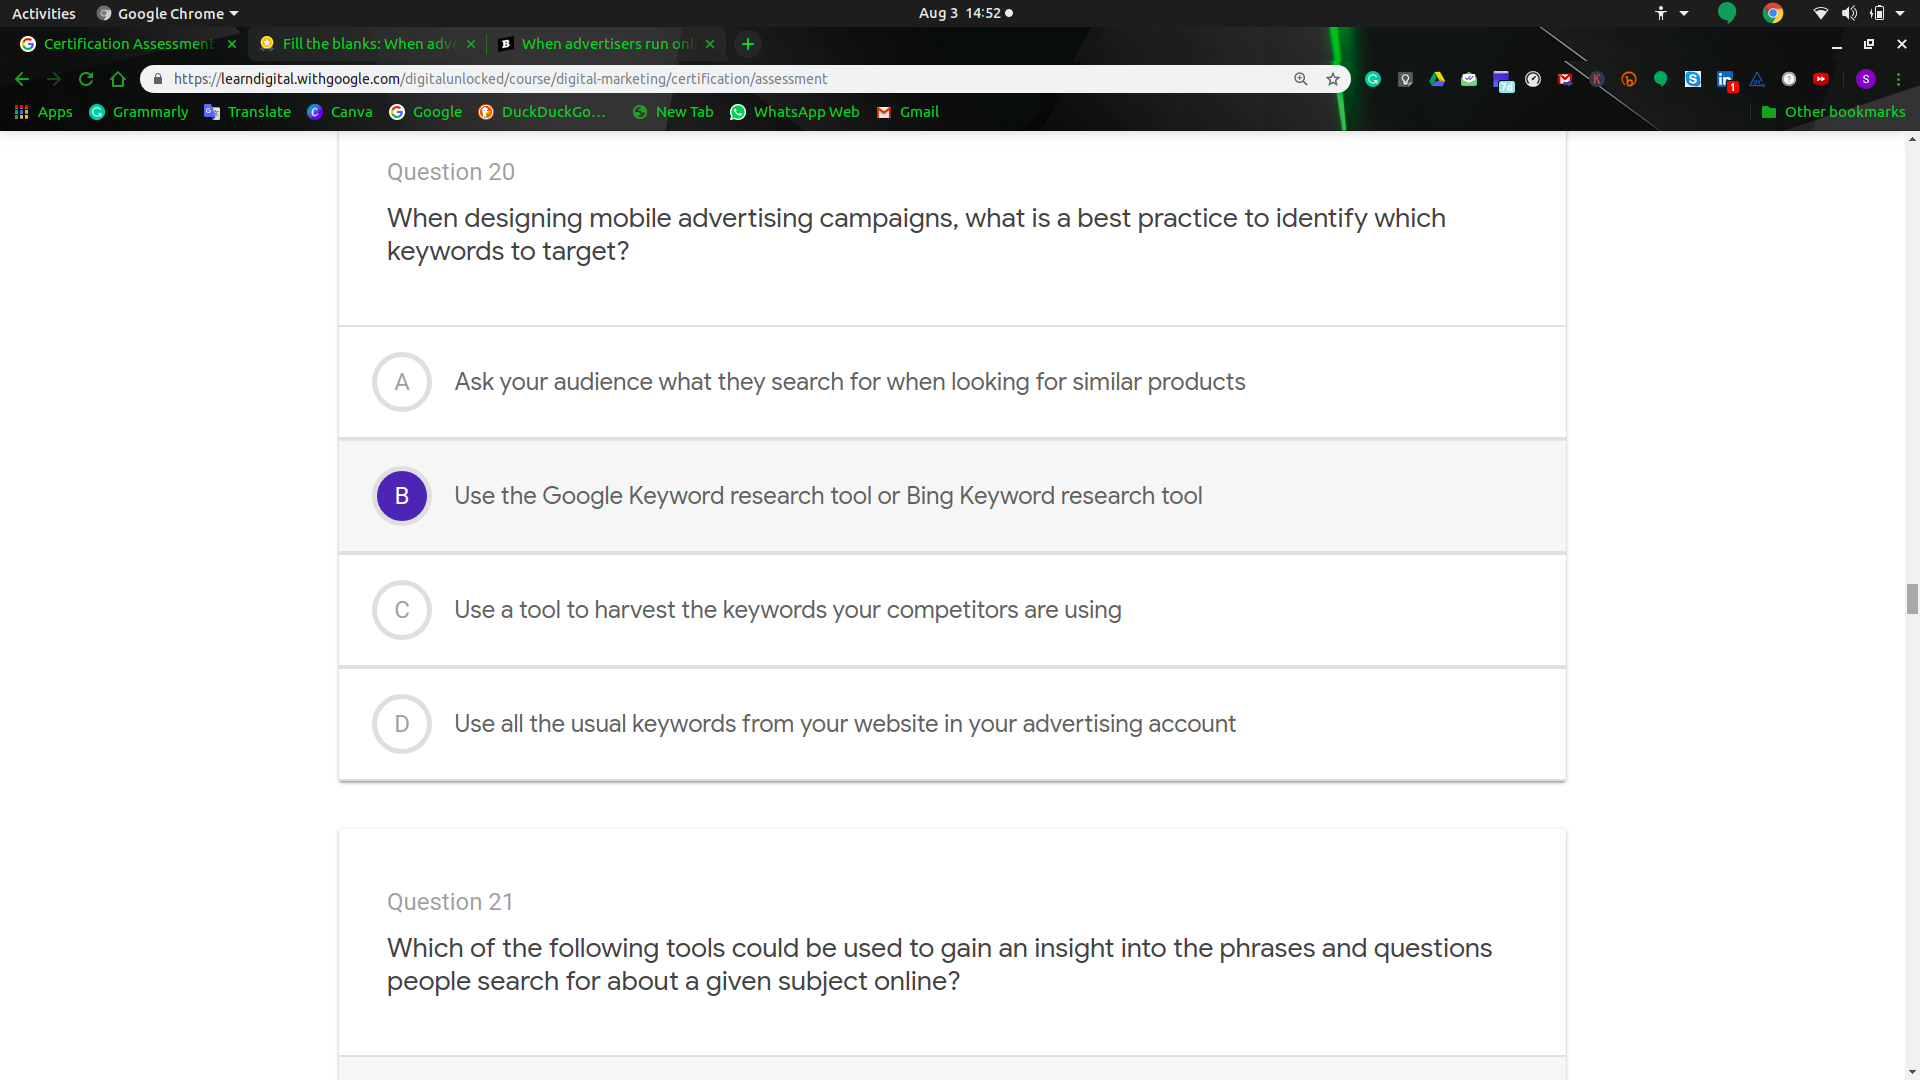 Activities Google Chrome Aug 3 14:52
Certification Assessment Fill the blanks: When adve When advertisers run onl
https://learndigital.withgoogle.com/digitalunlocked/course/digital-marketing/certification/assessment
Apps Grammarly Translate Canva Google DuckDuckGo... New Tab WhatsApp Web Gmail Other bookmarks
Question 20
When designing mobile advertising campaigns, what is a best practice to identify which
keywords to target?
A Ask your audience what they search for when looking for similar products
B Use the Google Keyword research tool or Bing Keyword research tool
C Use a tool to harvest the keywords your competitors are using
D Use all the usual keywords from your website in your advertising account
Question 21
Which of the following tools could be used to gain an insight into the phrases and questions
people search for about a given subject online?